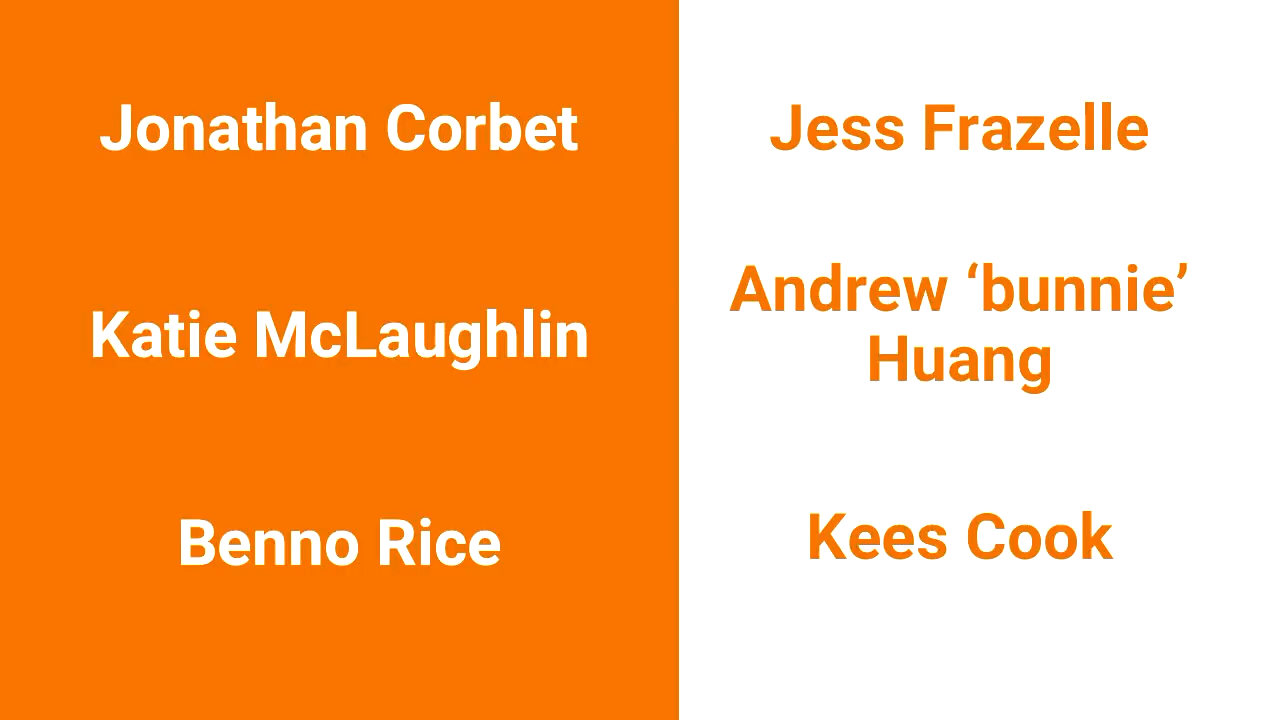 Jonathan Corbet
Katie McLaughlin
Benno Rice
Jess Frazelle
Andrew ‘bunnie’
Huang
Kees Cook